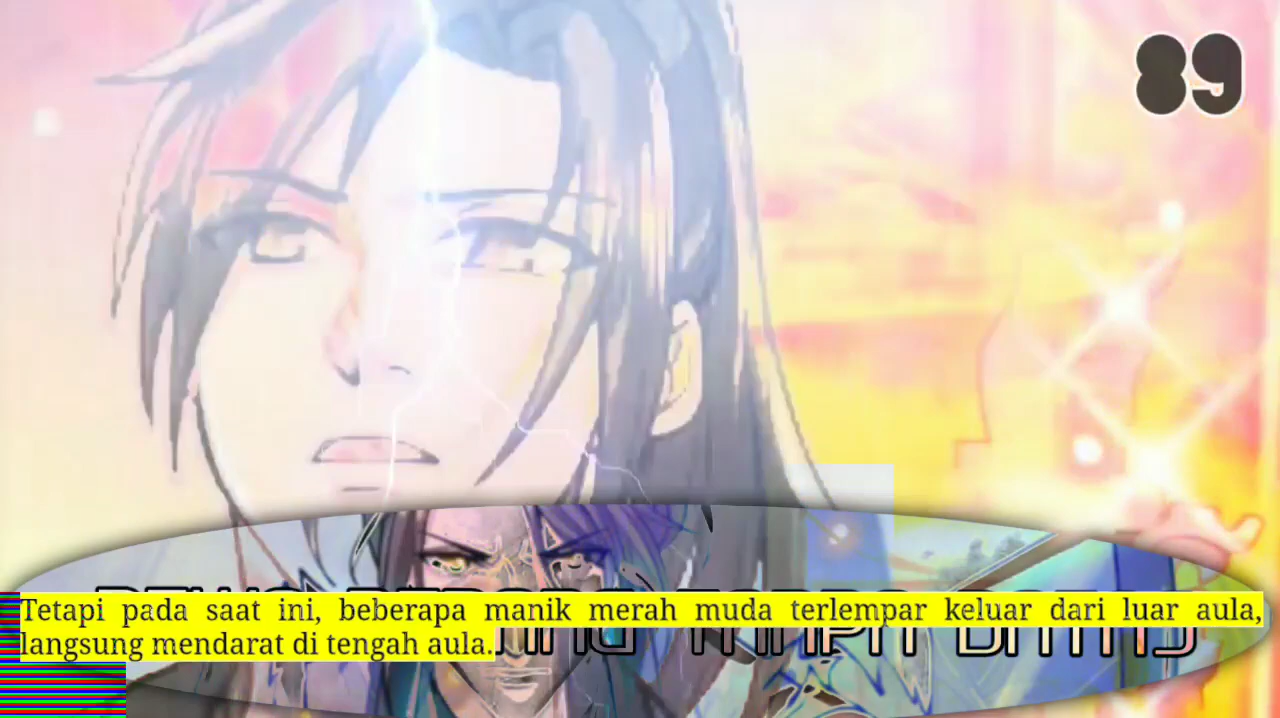 89
Tetapi pada saat ini, beberapa manik merah muda terlempar keluar dari luar aula,
langsung mendarat di tengah aula.